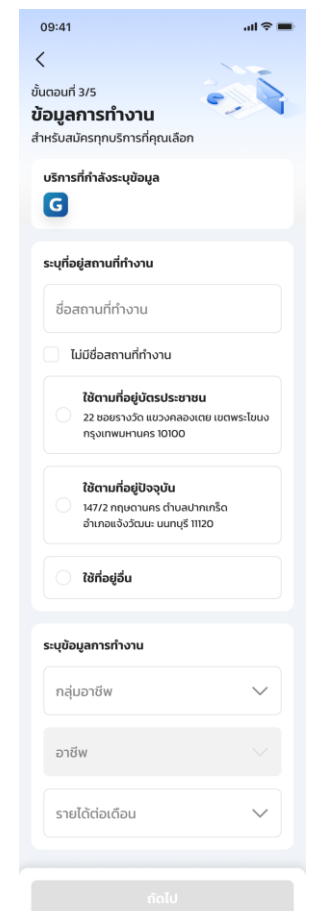 09:41
ขั้นตอนที่ 3/5
ข้อมูลการทำงาน
สำหรับสมัครทุกบริการที่คุณเลือก
บริการที่กำลังระบุข้อมูล
G
ระบุที่อยู่สถานที่ทำงาน
ชื่อสถานที่ทำงาน
ไม่มีชื่อสถานที่ทำงาน
ใช้ตามที่อยู่บัตรประชาชน
22 ซอยรางวัด แขวงคลองเตย เขตพระโขนง
กรุงเทพมหานคร 10100
ใช้ตามที่อยู่ปัจจุบัน
147/2 กฤษดานคร ตำบลปากเกร็ด
อำเภอแจ้งวัฒนะ นนทบุรี 11120
ใช้ที่อยู่อื่น
ระบุข้อมูลการทำงาน
กลุ่มอาชีพ
อาชีพ
รายได้ต่อเดือน
ถัดไป